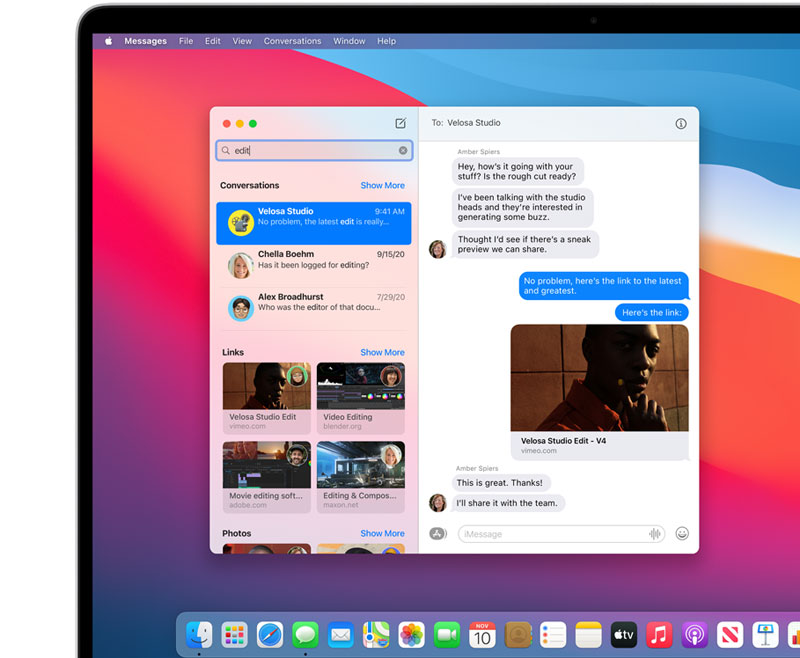 Messages File Edit View Conversations Window Help
edit
Conversations Show More
Velosa Studio 9:41 AM
No problem, the latest edit is really...
Chella Boehm 9/15/20
Has it been logged for editing?
Alex Broadhurst 7/29/20
Who was the editor of that docu...
Links Show More
Velosa Studio Edit
vimeo.com
Video Editing
blender.org
Movie editing soft...
adobe.com
Editing & Compos...
maxon.net
Photos Show More
To: Velosa Studio
Amber Spiers
Hey, how's it going with your
stuff? Is the rough cut ready?
I've been talking with the studio
heads and they're interested in
generating some buzz.
Thought I'd see if there's a sneak
preview we can share.
No problem, here's the link to the latest
and greatest.
Here's the link:
Velosa Studio Edit - V4
vimeo.com
Amber Spiers
This is great. Thanks!
I'll share it with the team.
iMessage
NOV
10
tv